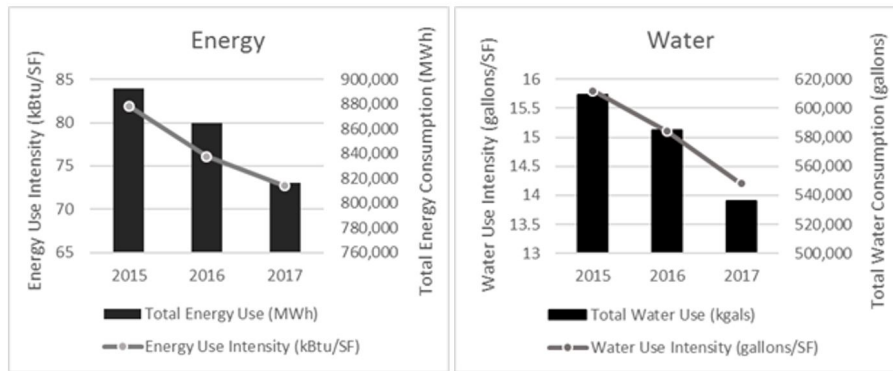 Energy
Energy Use Intensity (kBtu/SF)
85
80
75
70
65
900,000
880,000
860,000
840,000
820,000
800,000
780,000
760,000
Total Energy Consumption (MWh)
2015 2016 2017
Total Energy Use (MWh)
Energy Use Intensity (kBtu/SF)
Water
Water Use Intensity (gallons/SF)
16
15.5
15
14.5
14
13.5
13
620,000
600,000
580,000
560,000
540,000
520,000
500,000
Total Water Consumption (gallons)
2015 2016 2017
Total Water Use (kgals)
Water Use Intensity (gallons/SF)